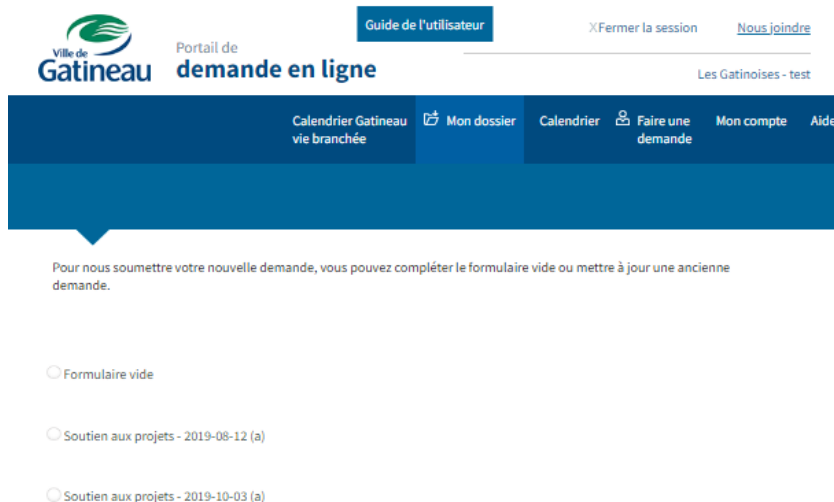 Guide de l'utilisateur
XFermer la session
Nous joindre
Ville de
Gatineau
Portail de
demande en ligne
Les Gatinoises - test
Calendrier Gatineau
vie branchée
Mon dossier
Calendrier
Faire une
demande
Mon compte
Aide
Pour nous soumettre votre nouvelle demande, vous pouvez compléter le formulaire vide ou mettre à jour une ancienne
demande.
Formulaire vide
Soutien aux projets - 2019-08-12 (a)
Soutien aux projets - 2019-10-03 (a)